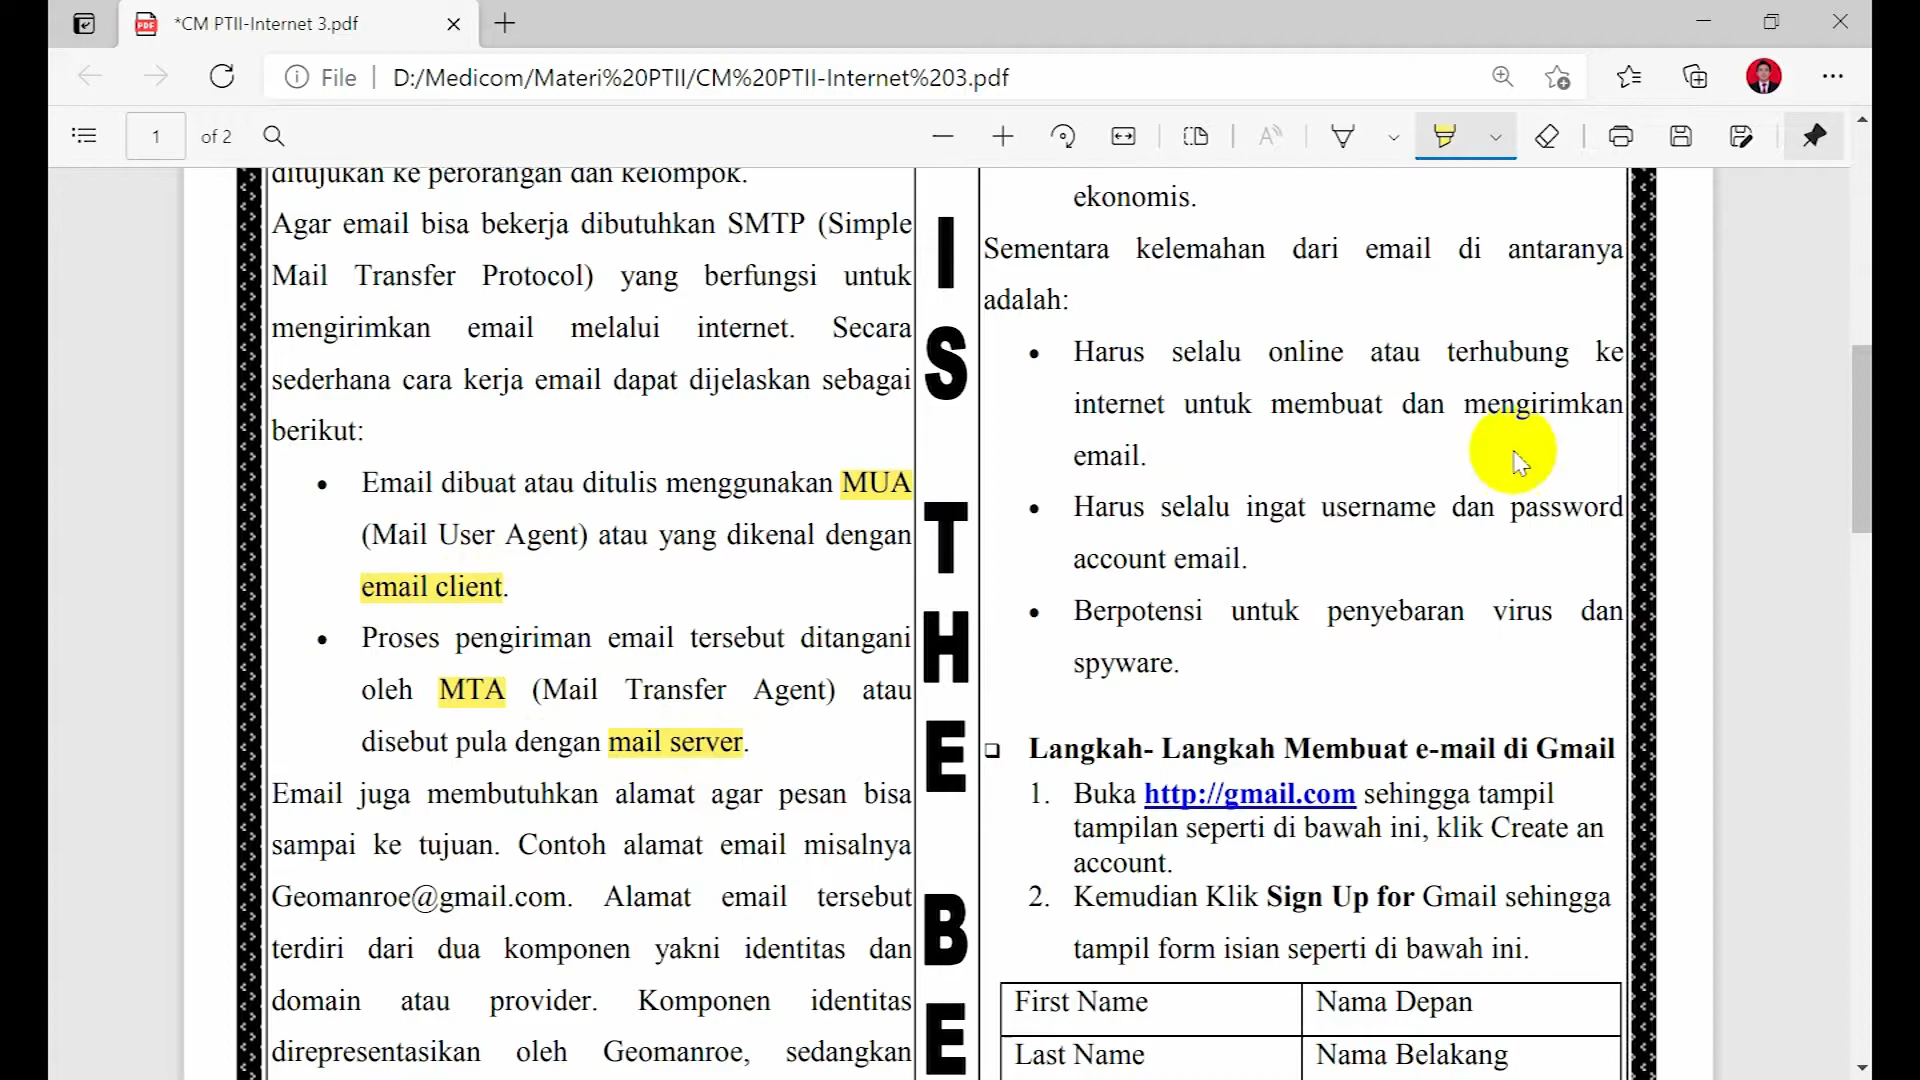 *CM PTII-Internet 3.pdf
File
D:/Medicom/Materi%20PTII/CM%20PTII-Internet%203.pdf
1 of 2
ditujukan ke perorangan dan kelompok.
Agar email bisa bekerja dibutuhkan SMTP (Simple
Mail Transfer Protocol) yang berfungsi untuk
mengirimkan email melalui internet. Secara
sederhana cara kerja email dapat dijelaskan sebagai
berikut:
• Email dibuat atau ditulis menggunakan MUA
(Mail User Agent) atau yang dikenal dengan
email client.
• Proses pengiriman email tersebut ditangani
oleh MTA (Mail Transfer Agent) atau
disebut pula dengan mail server.
Email juga membutuhkan alamat agar pesan bisa
sampai ke tujuan. Contoh alamat email misalnya
Geomanroe@gmail.com. Alamat email tersebut
terdiri dari dua komponen yakni identitas dan
domain atau provider. Komponen identitas
direpresentasikan oleh Geomanroe, sedangkan
I
S
T
H
E
B
E
ekonomis.
Sementara kelemahan dari email di antaranya
adalah:
• Harus selalu online atau terhubung ke
internet untuk membuat dan mengirimkan
email.
• Harus selalu ingat username dan password
account email.
• Berpotensi untuk penyebaran virus dan
spyware.
❑ Langkah- Langkah Membuat e-mail di Gmail
1. Buka http://gmail.com sehingga tampil
tampilan seperti di bawah ini, klik Create an
account.
2. Kemudian Klik Sign Up for Gmail sehingga
tampil form isian seperti di bawah ini.
First Name Nama Depan
Last Name Nama Belakang